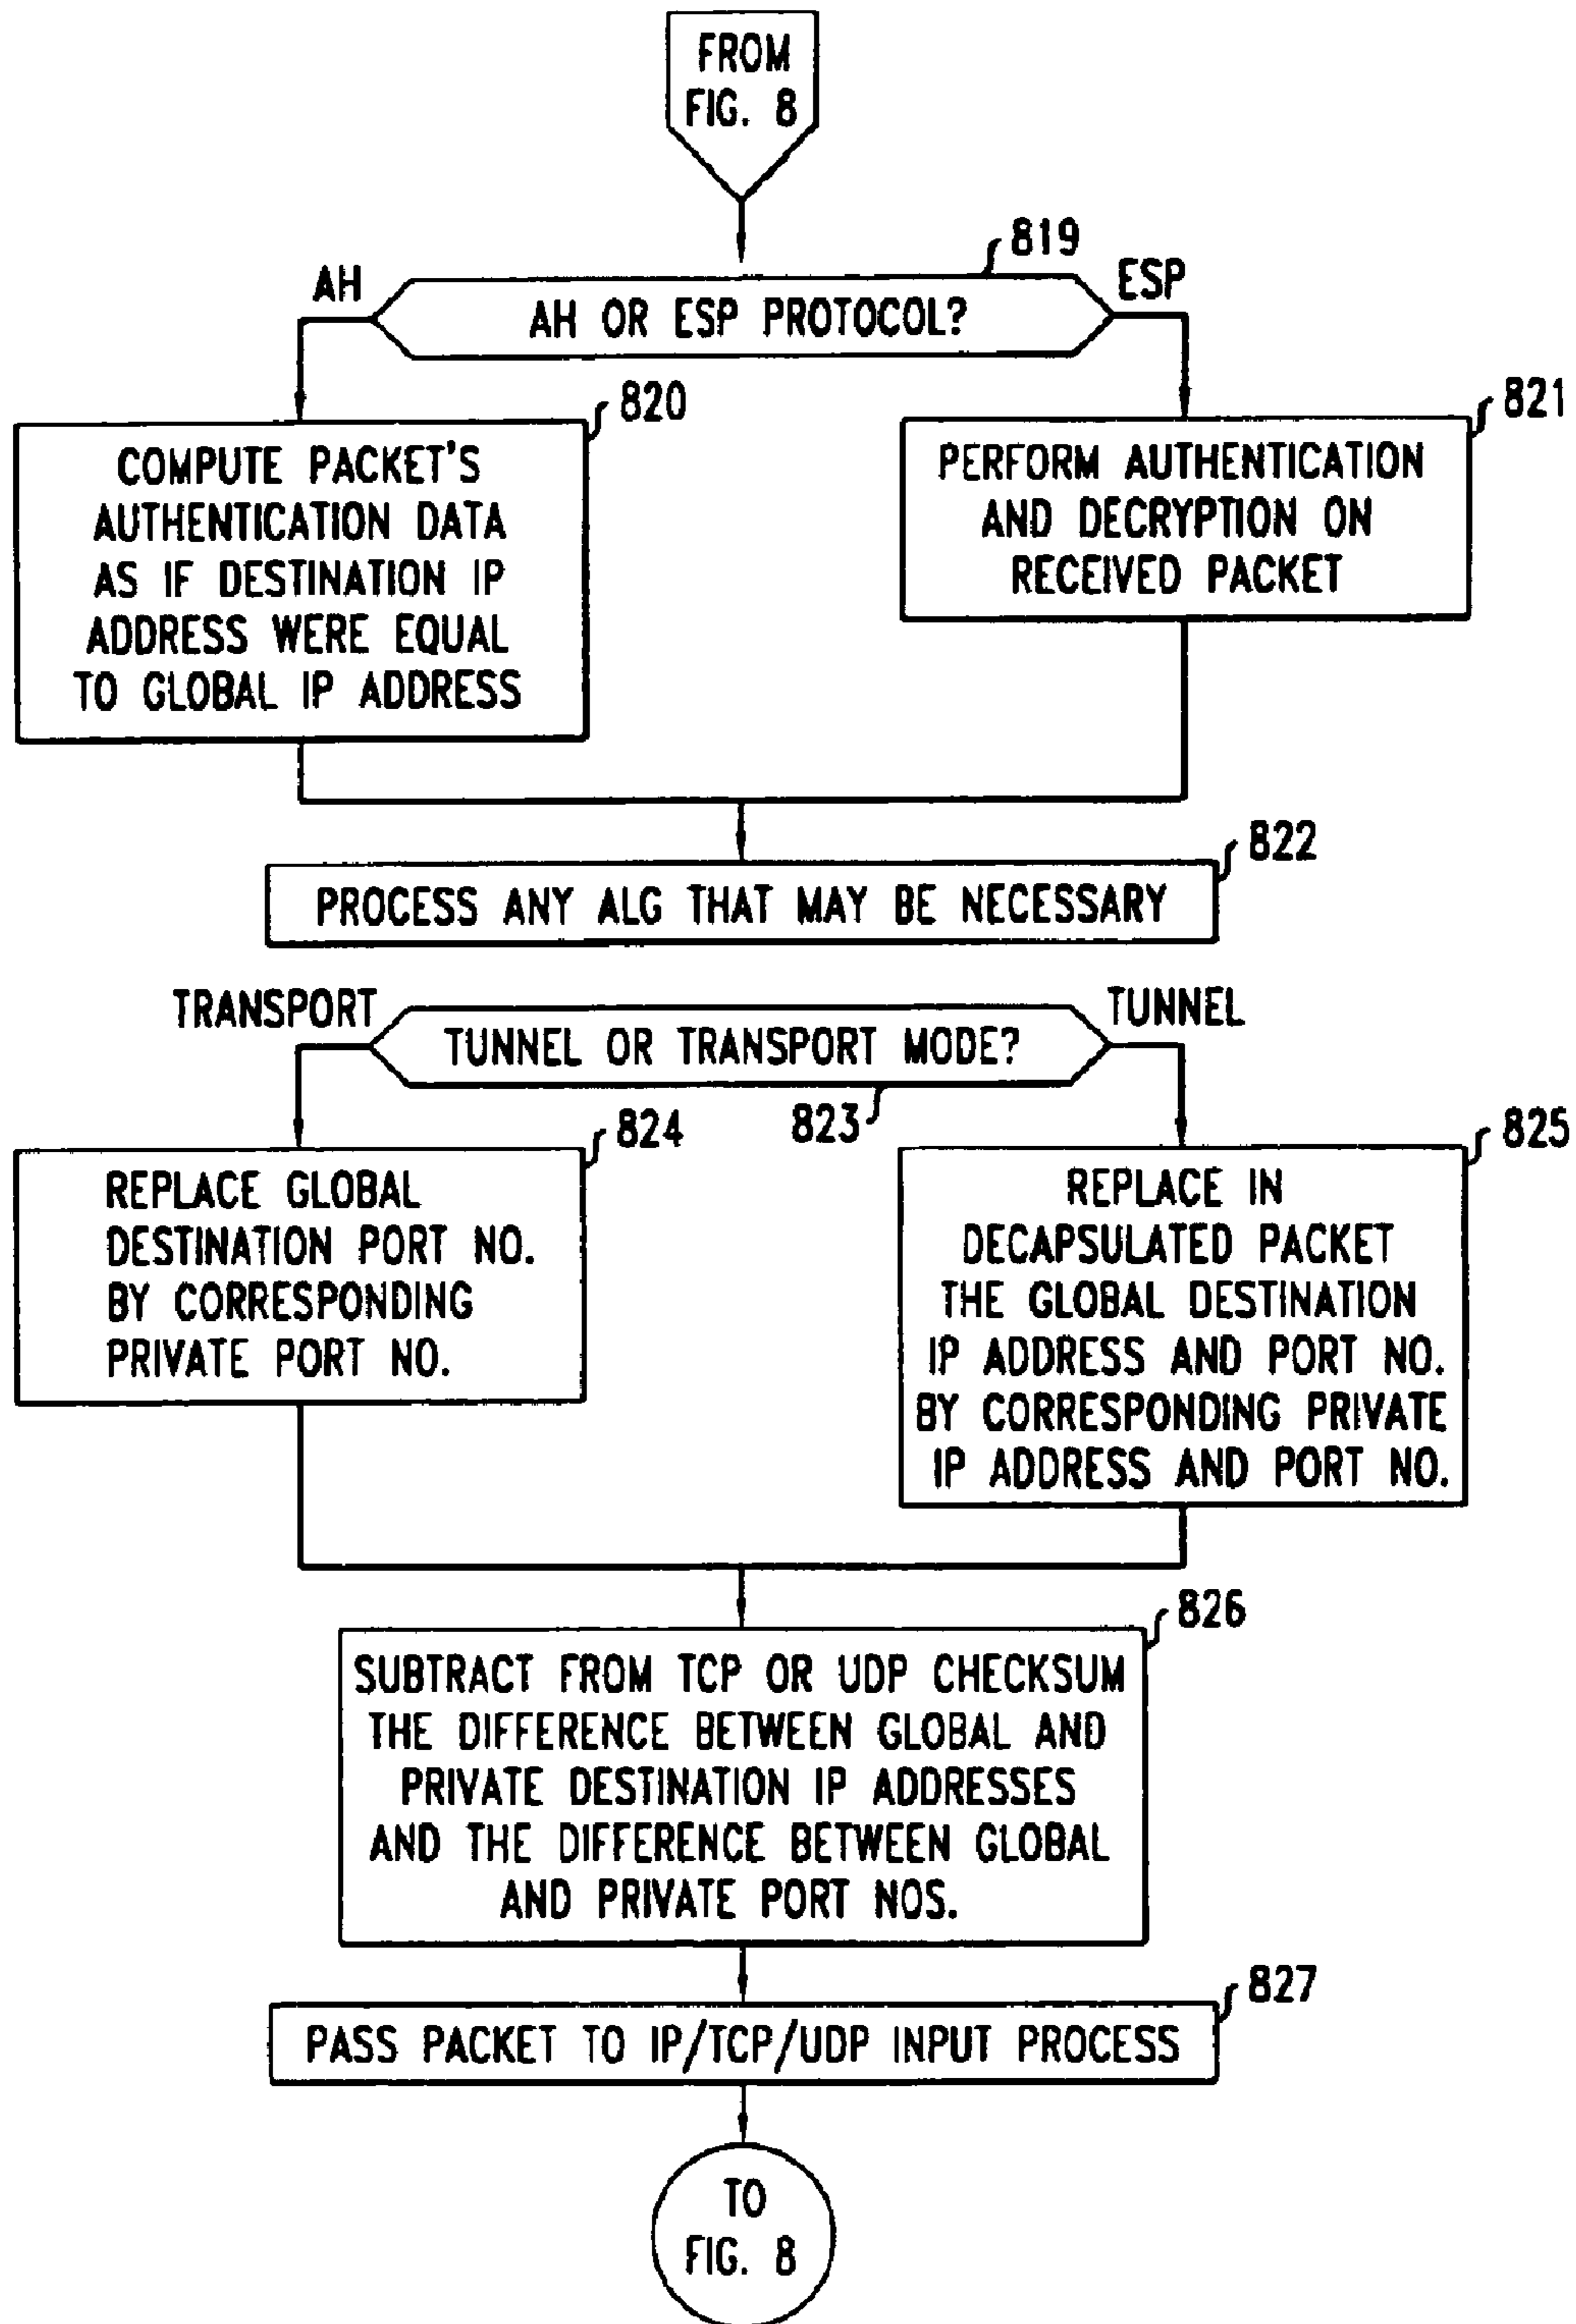 FROM
FIG. 8
819
AH
ESP
AH OR ESP PROTOCOL?
820
COMPUTE PACKET'S
AUTHENTICATION DATA
AS IF DESTINATION IP
ADDRESS WERE EQUAL
TO GLOBAL IP ADDRESS
821
PERFORM AUTHENTICATION
AND DECRYPTION ON
RECEIVED PACKET
822
PROCESS ANY ALG THAT MAY BE NECESSARY
TRANSPORT
TUNNEL
TUNNEL OR TRANSPORT MODE?
823
824
REPLACE GLOBAL
DESTINATION PORT NO.
BY CORRESPONDING
PRIVATE PORT NO.
825
REPLACE IN
DECAPSULATED PACKET
THE GLOBAL DESTINATION
IP ADDRESS AND PORT NO.
BY CORRESPONDING PRIVATE
IP ADDRESS AND PORT NO.
826
SUBTRACT FROM TCP OR UDP CHECKSUM
THE DIFFERENCE BETWEEN GLOBAL AND
PRIVATE DESTINATION IP ADDRESSES
AND THE DIFFERENCE BETWEEN GLOBAL
AND PRIVATE PORT NOS.
827
PASS PACKET TO IP/TCP/UDP INPUT PROCESS
TO
FIG. 8